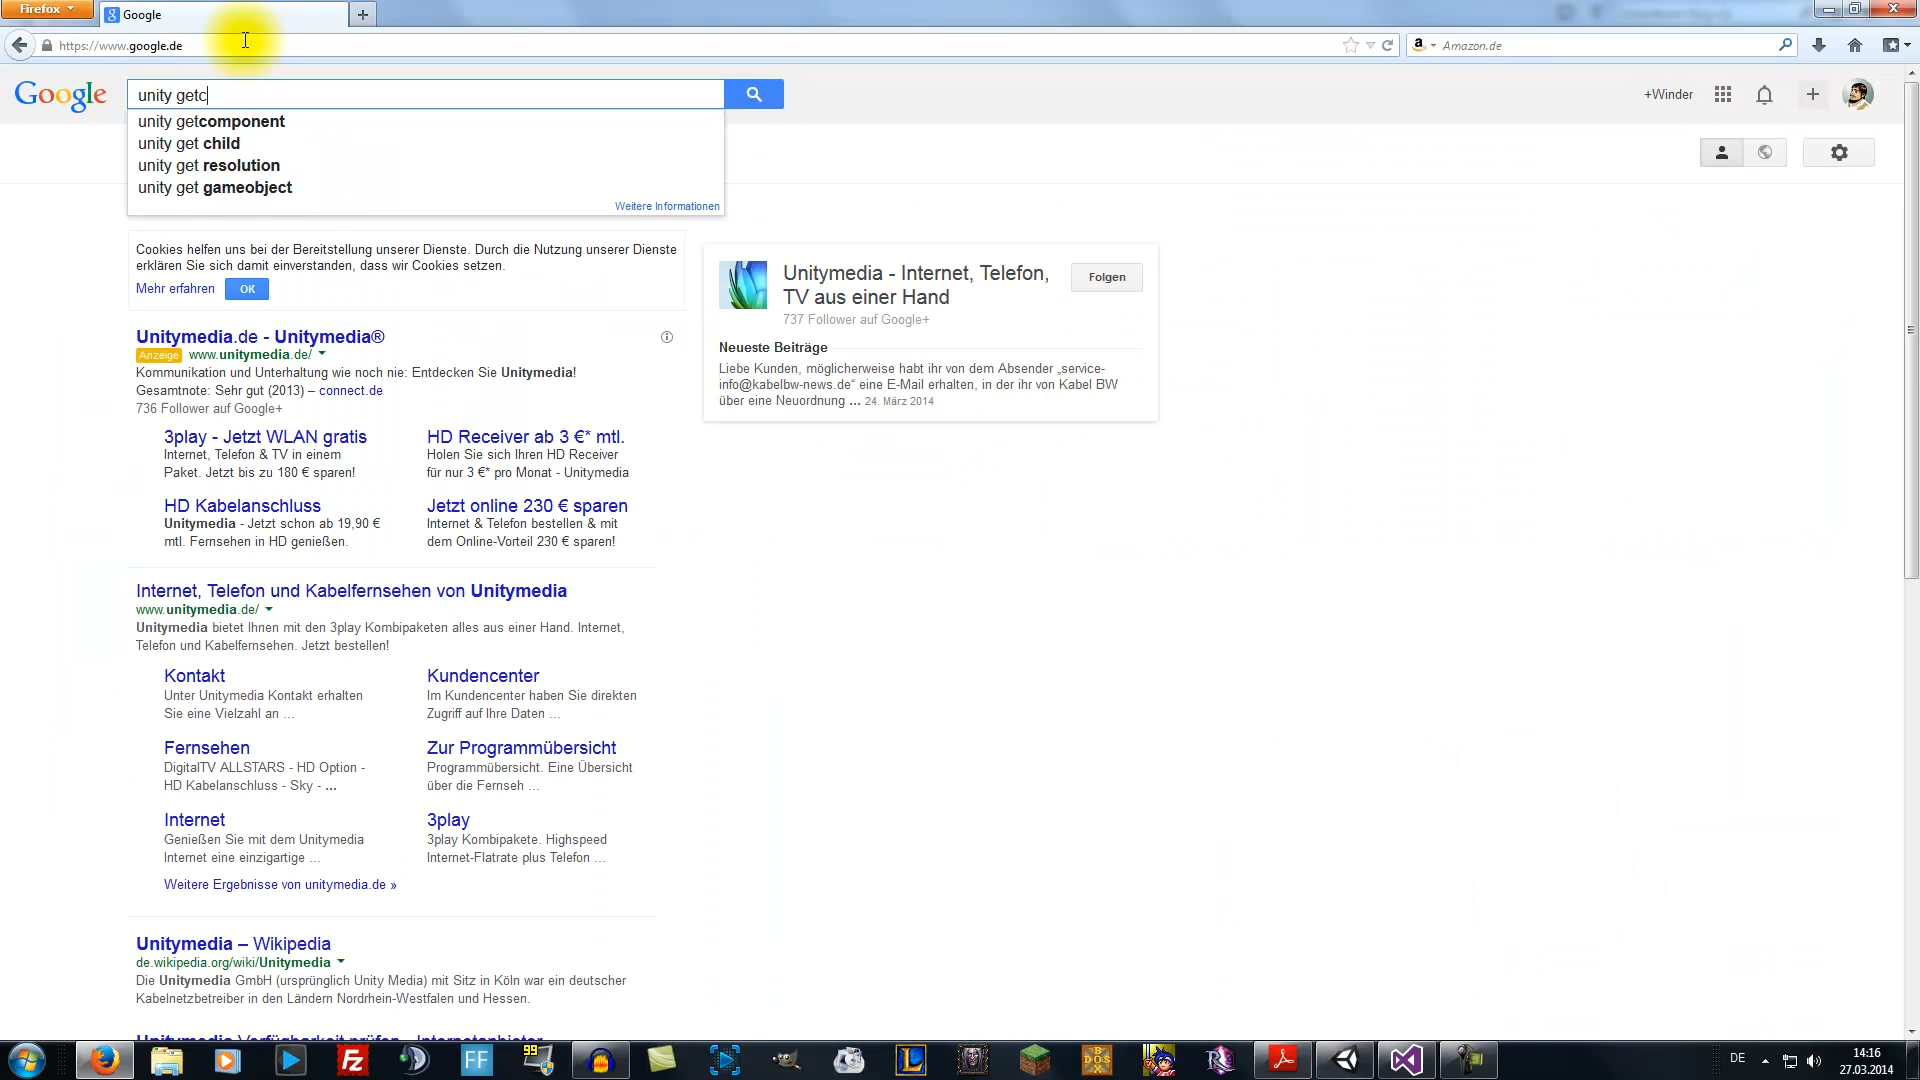 Firefox
Google
https://www.google.de
Amazon.de
Google
unity getc
+Winder
unity getcomponent
unity get child
unity get resolution
unity get gameobject
Weitere Informationen
Cookies helfen uns bei der Bereitstellung unserer Dienste. Durch die Nutzung unserer Dienste
erklären Sie sich damit einverstanden, dass wir Cookies setzen.
Mehr erfahren
OK
Unitymedia - Internet, Telefon,
TV aus einer Hand
Folgen
737 Follower auf Google+
Neueste Beiträge
Liebe Kunden, möglicherweise habt ihr von dem Absender „service-
info@kabelbw-news.de“ eine E-Mail erhalten, in der ihr von Kabel BW
über eine Neuordnung ... 24. März 2014
Unitymedia.de - Unitymedia®
Anzeige www.unitymedia.de/
Kommunikation und Unterhaltung wie noch nie: Entdecken Sie Unitymedia!
Gesamtnote: Sehr gut (2013) – connect.de
736 Follower auf Google+
3play - Jetzt WLAN gratis
Internet, Telefon & TV in einem
Paket. Jetzt bis zu 180 € sparen!
HD Receiver ab 3 €* mtl.
Holen Sie sich Ihren HD Receiver
für nur 3 €* pro Monat - Unitymedia
HD Kabelanschluss
Unitymedia - Jetzt schon ab 19,90 €
mtl. Fernsehen in HD genießen.
Jetzt online 230 € sparen
Internet & Telefon bestellen & mit
dem Online-Vorteil 230 € sparen!
Internet, Telefon und Kabelfernsehen von Unitymedia
www.unitymedia.de/
Unitymedia bietet Ihnen mit den 3play Kombipaketen alles aus einer Hand. Internet,
Telefon und Kabelfernsehen. Jetzt bestellen!
Kontakt
Unter Unitymedia Kontakt erhalten
Sie eine Vielzahl an ...
Kundencenter
Im Kundencenter haben Sie direkten
Zugriff auf Ihre Daten ...
Fernsehen
DigitalTV ALLSTARS - HD Option -
HD Kabelanschluss - Sky - ...
Zur Programmübersicht
Programmübersicht. Eine Übersicht
über die Fernseh ...
Internet
Genießen Sie mit dem Unitymedia
Internet eine einzigartige ...
3play
3play Kombipakete. Highspeed
Internet-Flatrate plus Telefon ...
Weitere Ergebnisse von unitymedia.de »
Unitymedia – Wikipedia
de.wikipedia.org/wiki/Unitymedia
Die Unitymedia GmbH (ursprünglich Unity Media) mit Sitz in Köln war ein deutscher
Kabelnetzbetreiber in den Ländern Nordrhein-Westfalen und Hessen.
Unitymedia Verfügbarkeit prüfen - Internetanbieter
FF
99
DE
14:16
27.03.2014